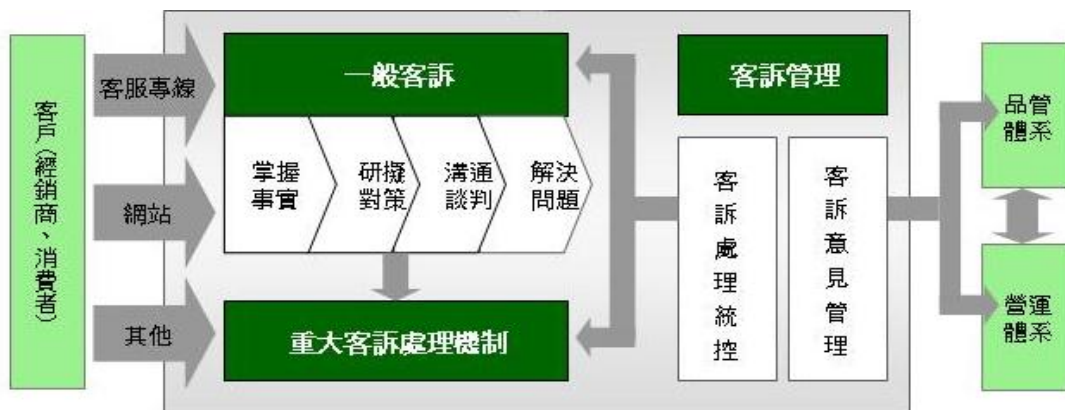 客戶(經銷商、消費者)
客服專線
網站
其他
一般客訴
掌握
事實
研擬
對策
溝通
談判
解決
問題
重大客訴處理機制
客訴管理
客訴處理統控
客訴意見管理
品管
體系
營運
體系